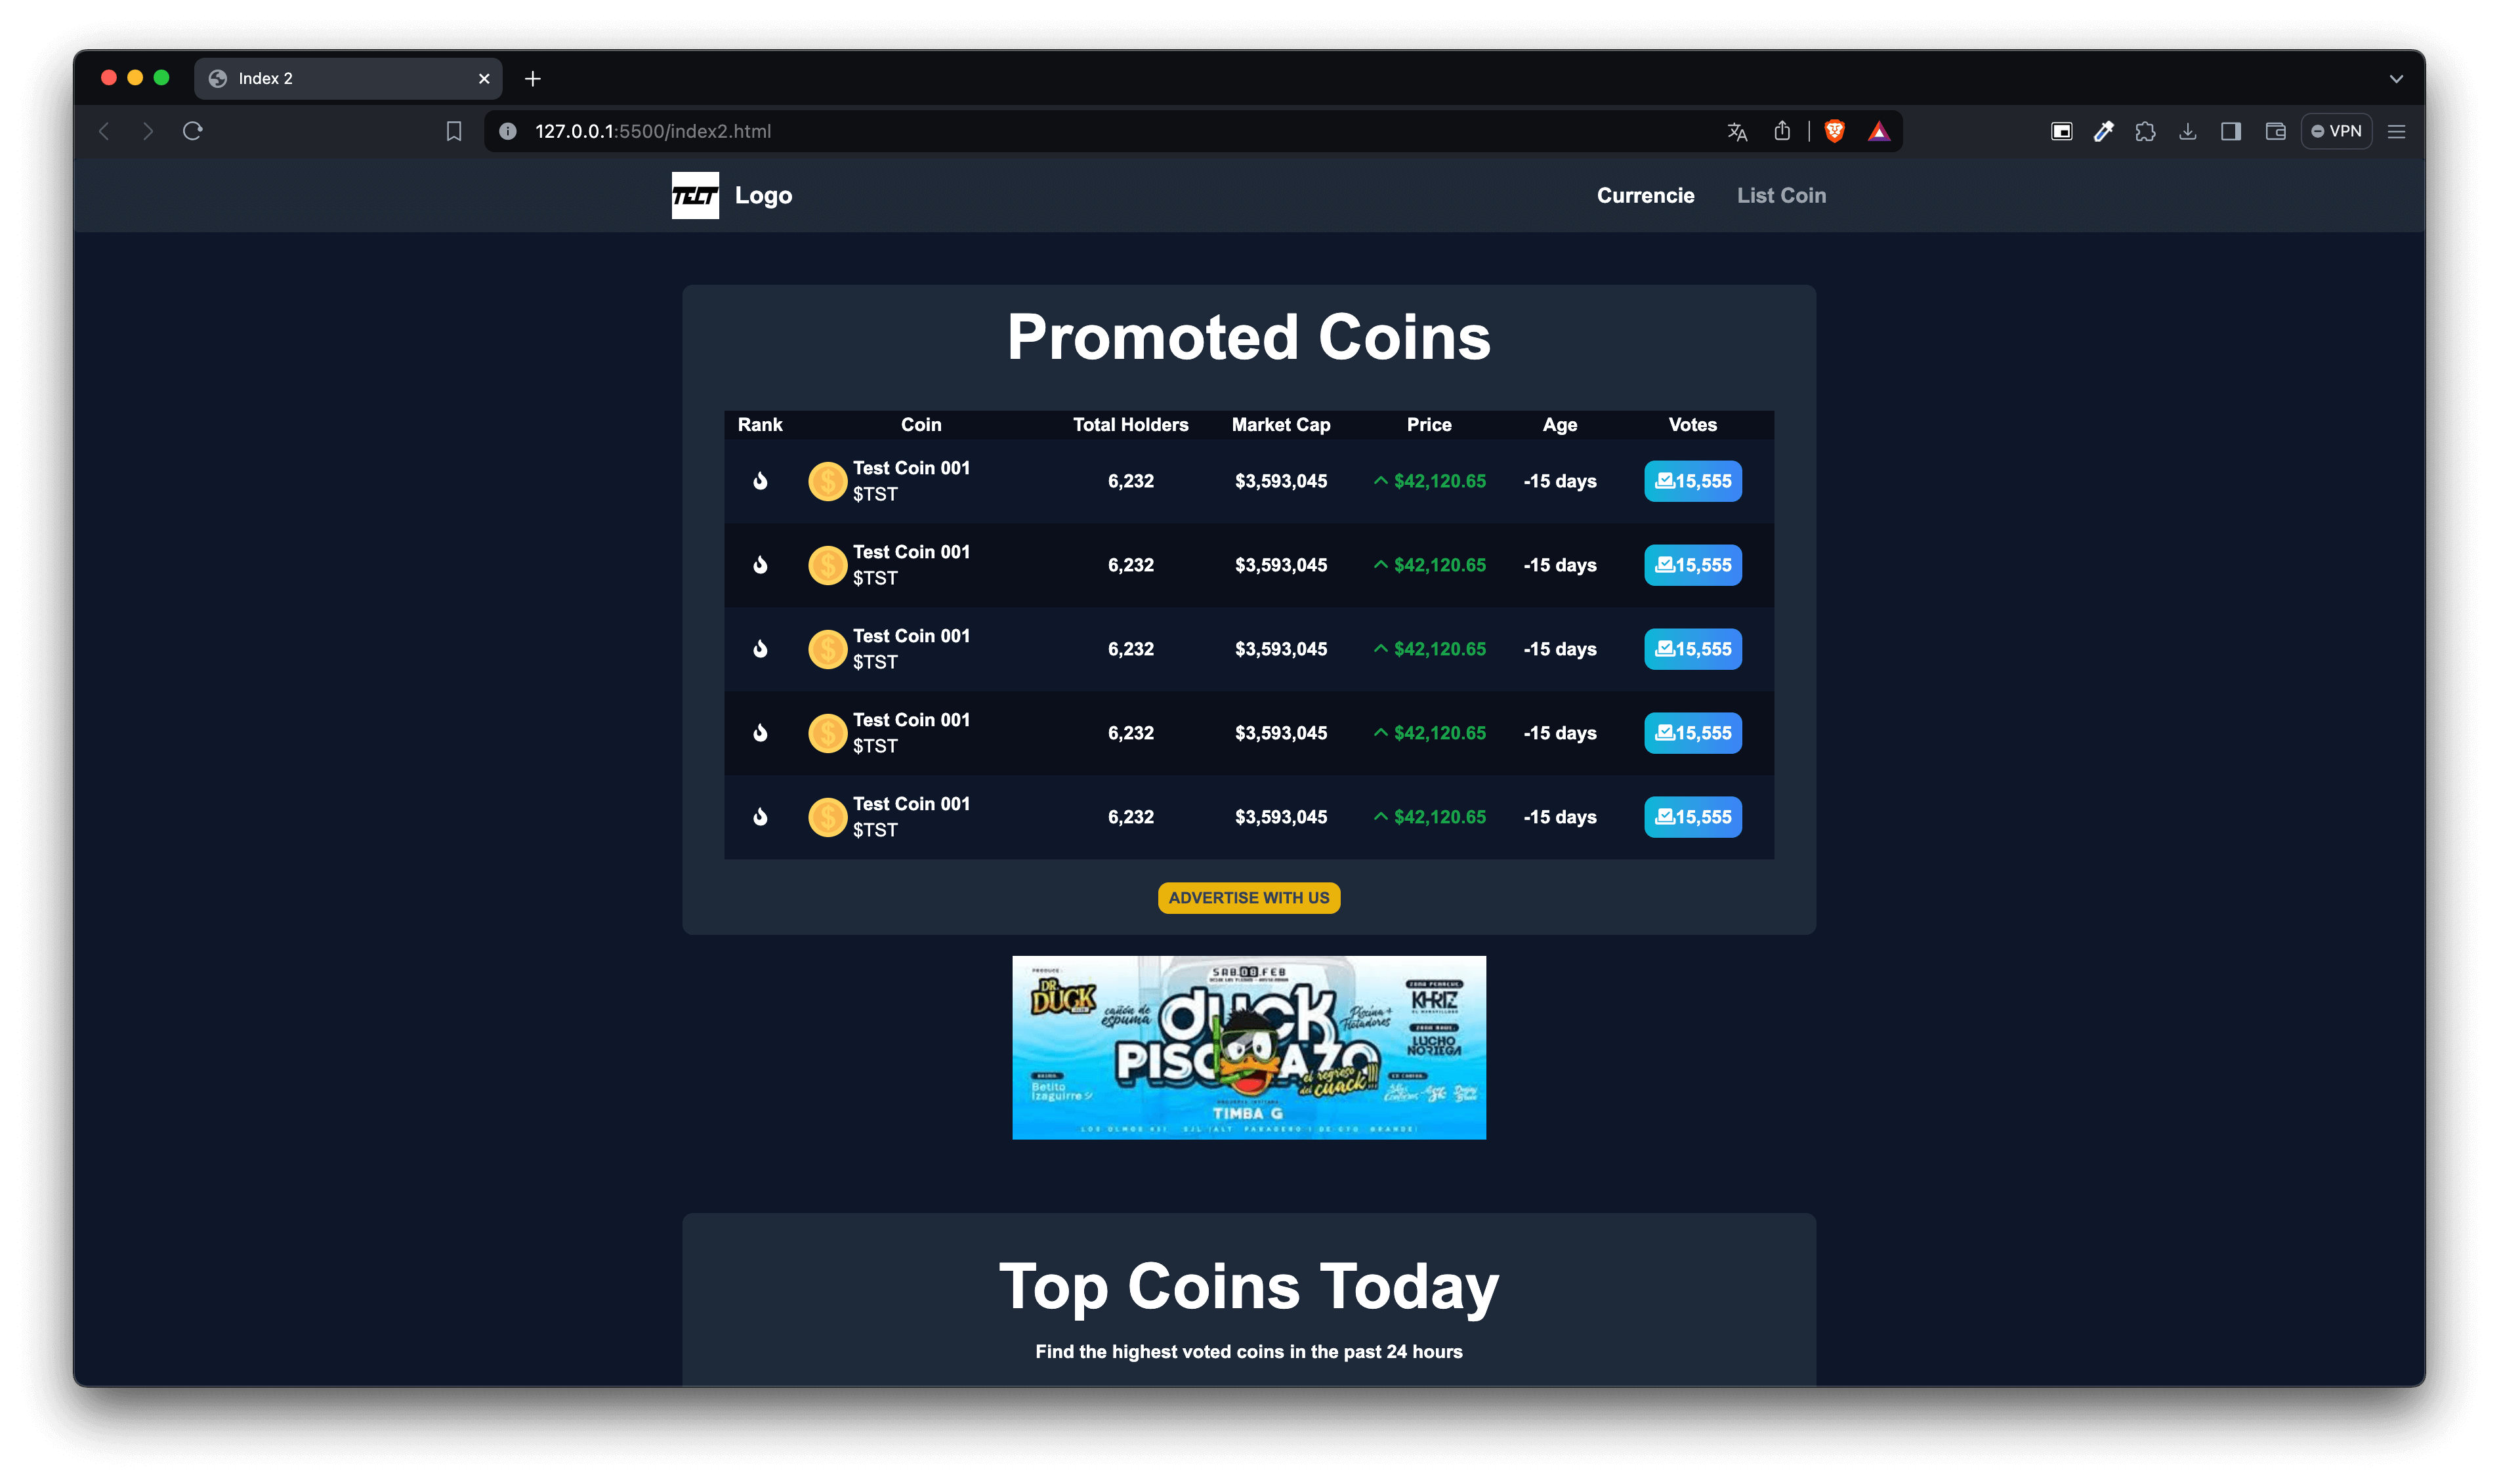 Index 2
127.0.0.1:5500/index2.html
VPN
TECT Logo Currencie List Coin
Promoted Coins
Rank Coin Total Holders Market Cap Price Age Votes
Test Coin 001
$TST
6,232 $3,593,045 $42,120.65 -15 days 15,555
Test Coin 001
$TST
6,232 $3,593,045 $42,120.65 -15 days 15,555
Test Coin 001
$TST
6,232 $3,593,045 $42,120.65 -15 days 15,555
Test Coin 001
$TST
6,232 $3,593,045 $42,120.65 -15 days 15,555
Test Coin 001
$TST
6,232 $3,593,045 $42,120.65 -15 days 15,555
ADVERTISE WITH US
PRODUCE:
SAB.08.FEB
DR. DUCK
cañón de espuma
duck
Piscina + Flotadores
KHRIZ
PISC AZO
LUCHO NORIEGA
el regreso del cuack!!!
Betito Izaguirre
TIMBA G
Top Coins Today
Find the highest voted coins in the past 24 hours